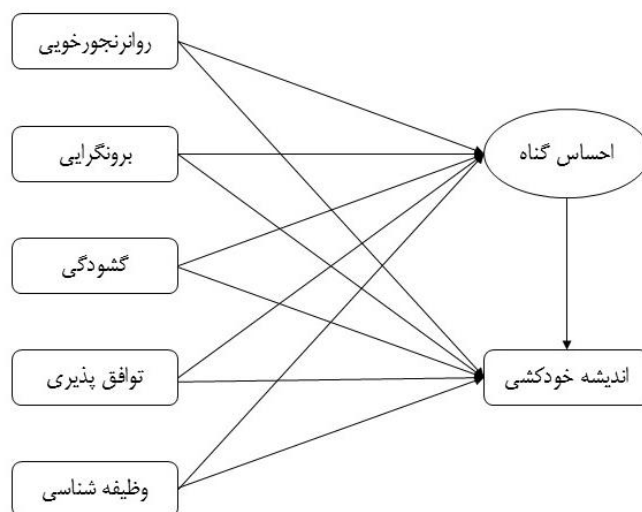 روانرنجورخویی
برونگرایی
گشودگی
توافق پذیری
وظیفه شناسی
احساس گناه
اندیشه خودکشی